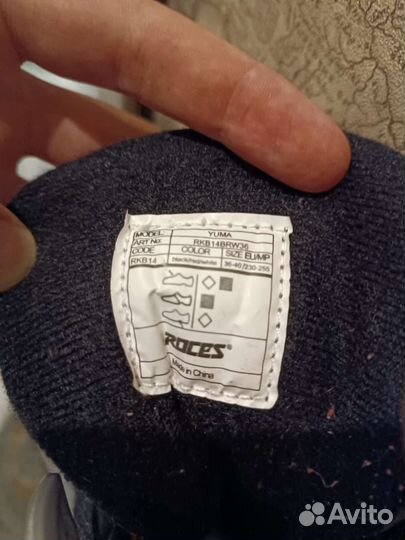 MODEL: YUMA
ART NO. RKB14BRW36
CODE COLOR SIZE EU/MP
RKB14 black/red/white 36-40/230-255
ROCES
Made in China
Avito